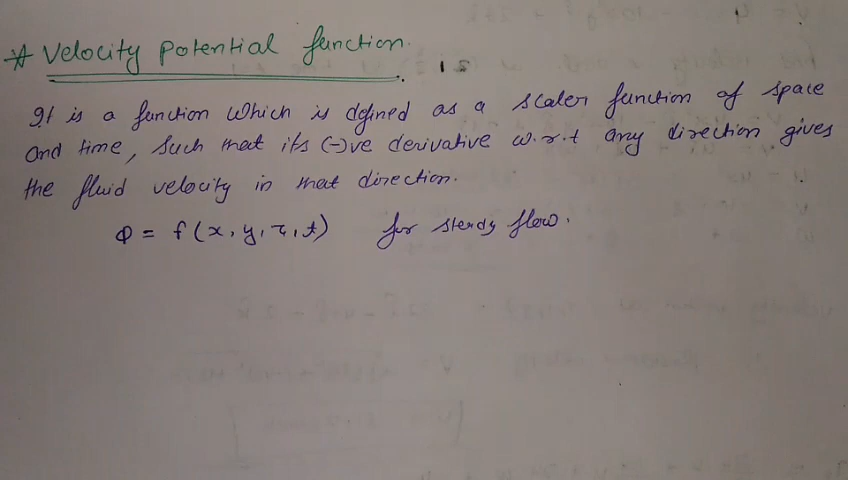 * Velocity potential function.
It is a function which is defined as a scaler function of space
and time, such that its (-)ve derivative w.r.t any direction gives
the fluid velocity in that direction.
Φ = f(x, y, z, t) for steady flow.